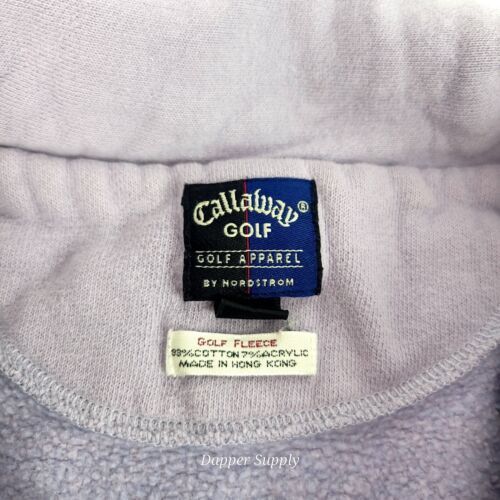 Callaway®
GOLF
GOLF APPAREL
BY NORDSTROM
GOLF FLEECE
93%COTTON 7%ACRYLIC
MADE IN HONG KONG
Dapper Supply